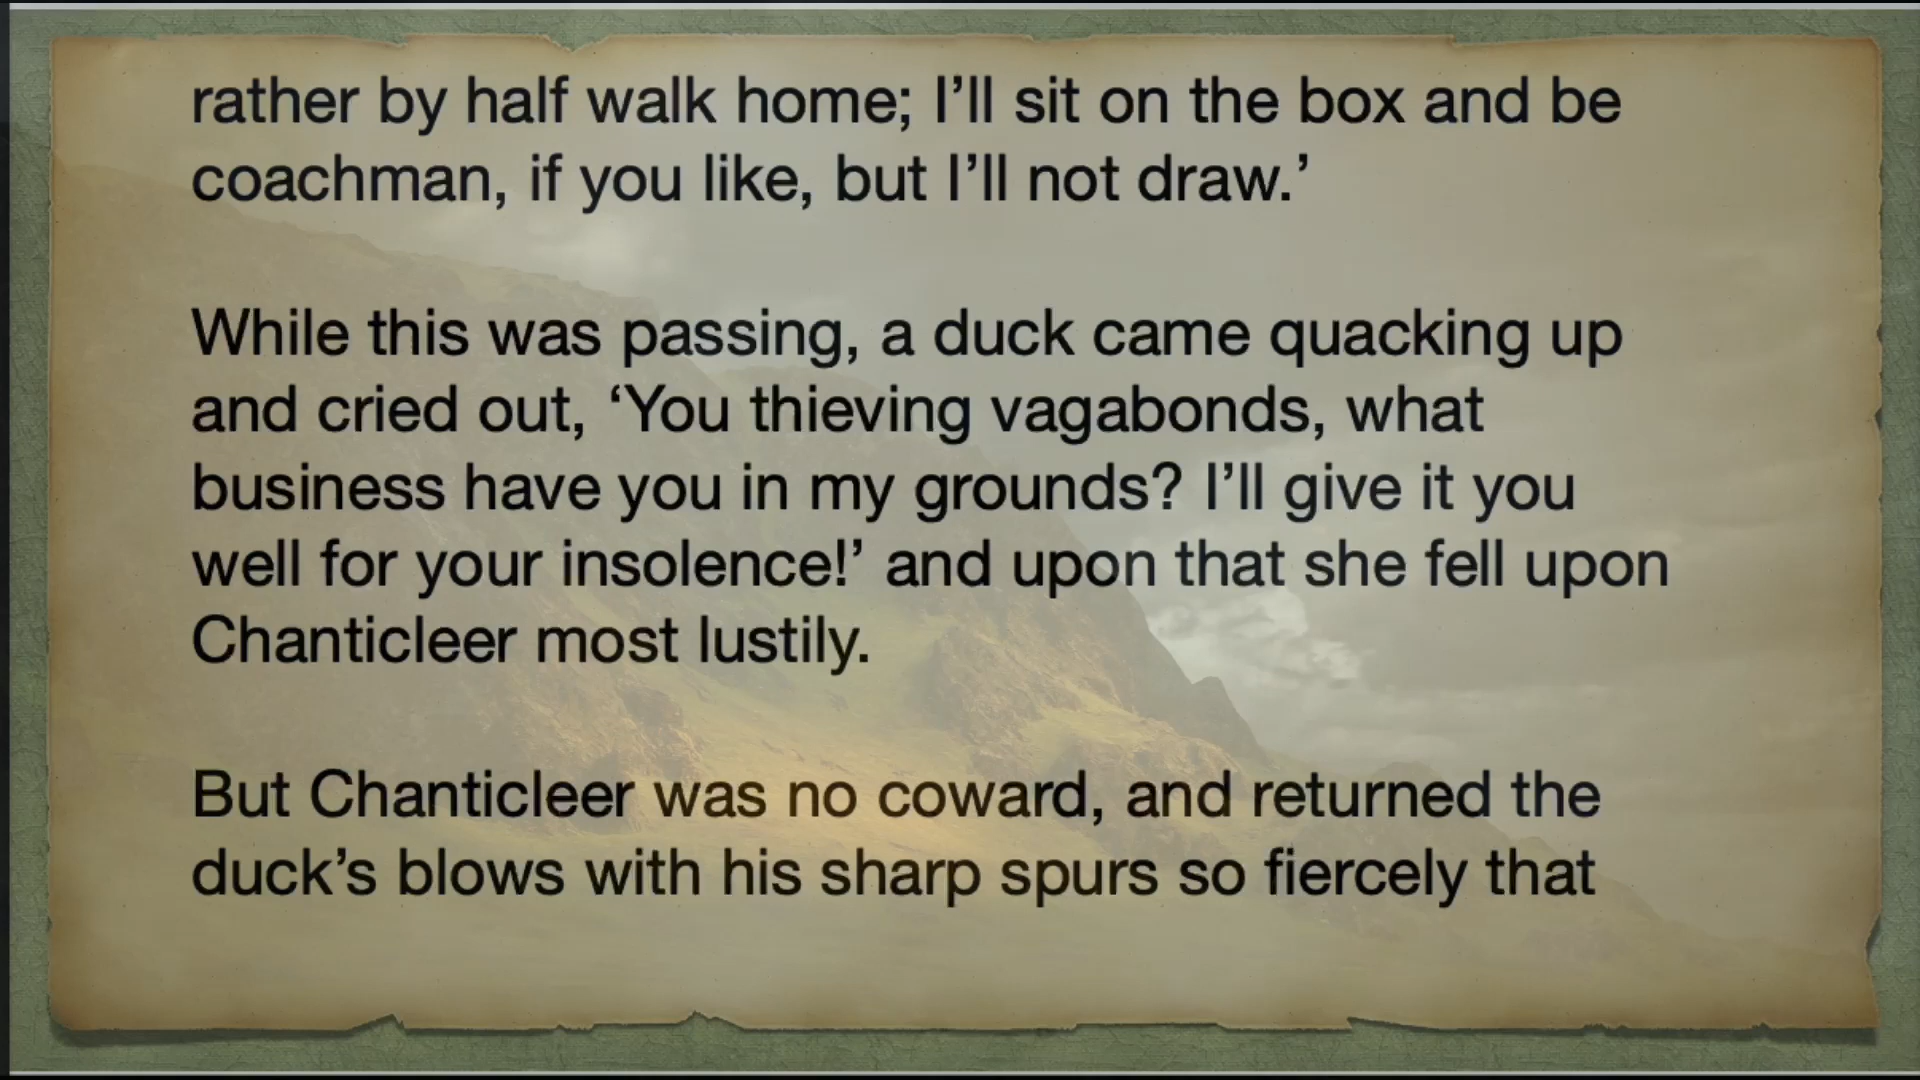 rather by half walk home; I’ll sit on the box and be
coachman, if you like, but I’ll not draw.’
While this was passing, a duck came quacking up
and cried out, ‘You thieving vagabonds, what
business have you in my grounds? I’ll give it you
well for your insolence!’ and upon that she fell upon
Chanticleer most lustily.
But Chanticleer was no coward, and returned the
duck’s blows with his sharp spurs so fiercely that